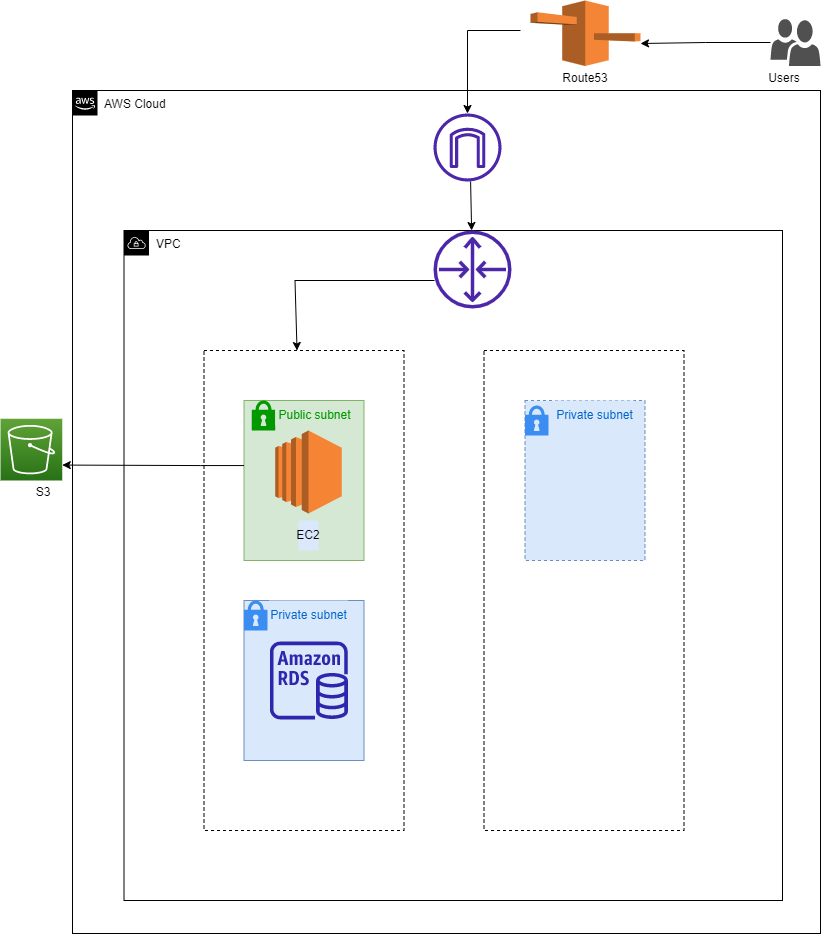 Route53
Users
aws
AWS Cloud
VPC
Public subnet
Private subnet
EC2
S3
Private subnet
Amazon
RDS